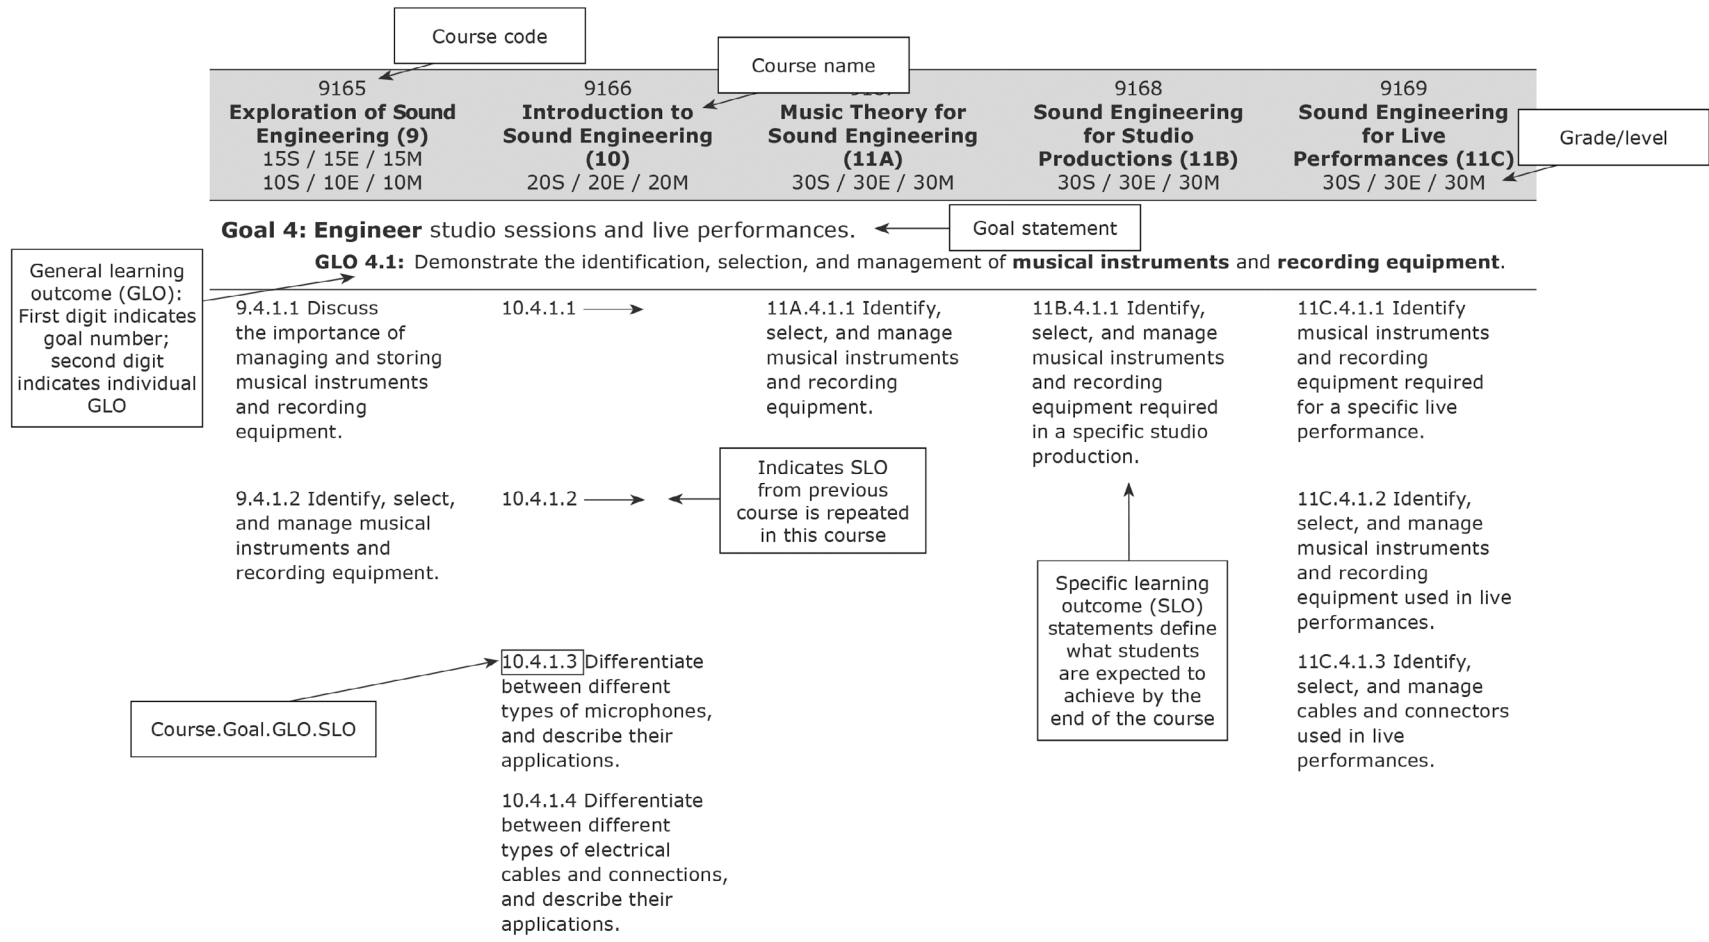 Course code
Course name
9165
Exploration of Sound
Engineering (9)
15S / 15E / 15M
10S / 10E / 10M
9166
Introduction to
Sound Engineering
(10)
20S / 20E / 20M
Music Theory for
Sound Engineering
(11A)
30S / 30E / 30M
9168
Sound Engineering
for Studio
Productions (11B)
30S / 30E / 30M
9169
Sound Engineering
for Live
Performances (11C)
30S / 30E / 30M
Grade/level
Goal 4: Engineer studio sessions and live performances.
Goal statement
GLO 4.1: Demonstrate the identification, selection, and management of musical instruments and recording equipment.
General learning
outcome (GLO):
First digit indicates
goal number;
second digit
indicates individual
GLO
9.4.1.1 Discuss
the importance of
managing and storing
musical instruments
and recording
equipment.
9.4.1.2 Identify, select,
and manage musical
instruments and
recording equipment.
10.4.1.1
10.4.1.2
Indicates SLO
from previous
course is repeated
in this course
Course.Goal.GLO.SLO
10.4.1.3 Differentiate
between different
types of microphones,
and describe their
applications.
10.4.1.4 Differentiate
between different
types of electrical
cables and connections,
and describe their
applications.
11A.4.1.1 Identify,
select, and manage
musical instruments
and recording
equipment.
11B.4.1.1 Identify,
select, and manage
musical instruments
and recording
equipment required
in a specific studio
production.
Specific learning
outcome (SLO)
statements define
what students
are expected to
achieve by the
end of the course
11C.4.1.1 Identify
musical instruments
and recording
equipment required
for a specific live
performance.
11C.4.1.2 Identify,
select, and manage
musical instruments
and recording
equipment used in live
performances.
11C.4.1.3 Identify,
select, and manage
cables and connectors
used in live
performances.